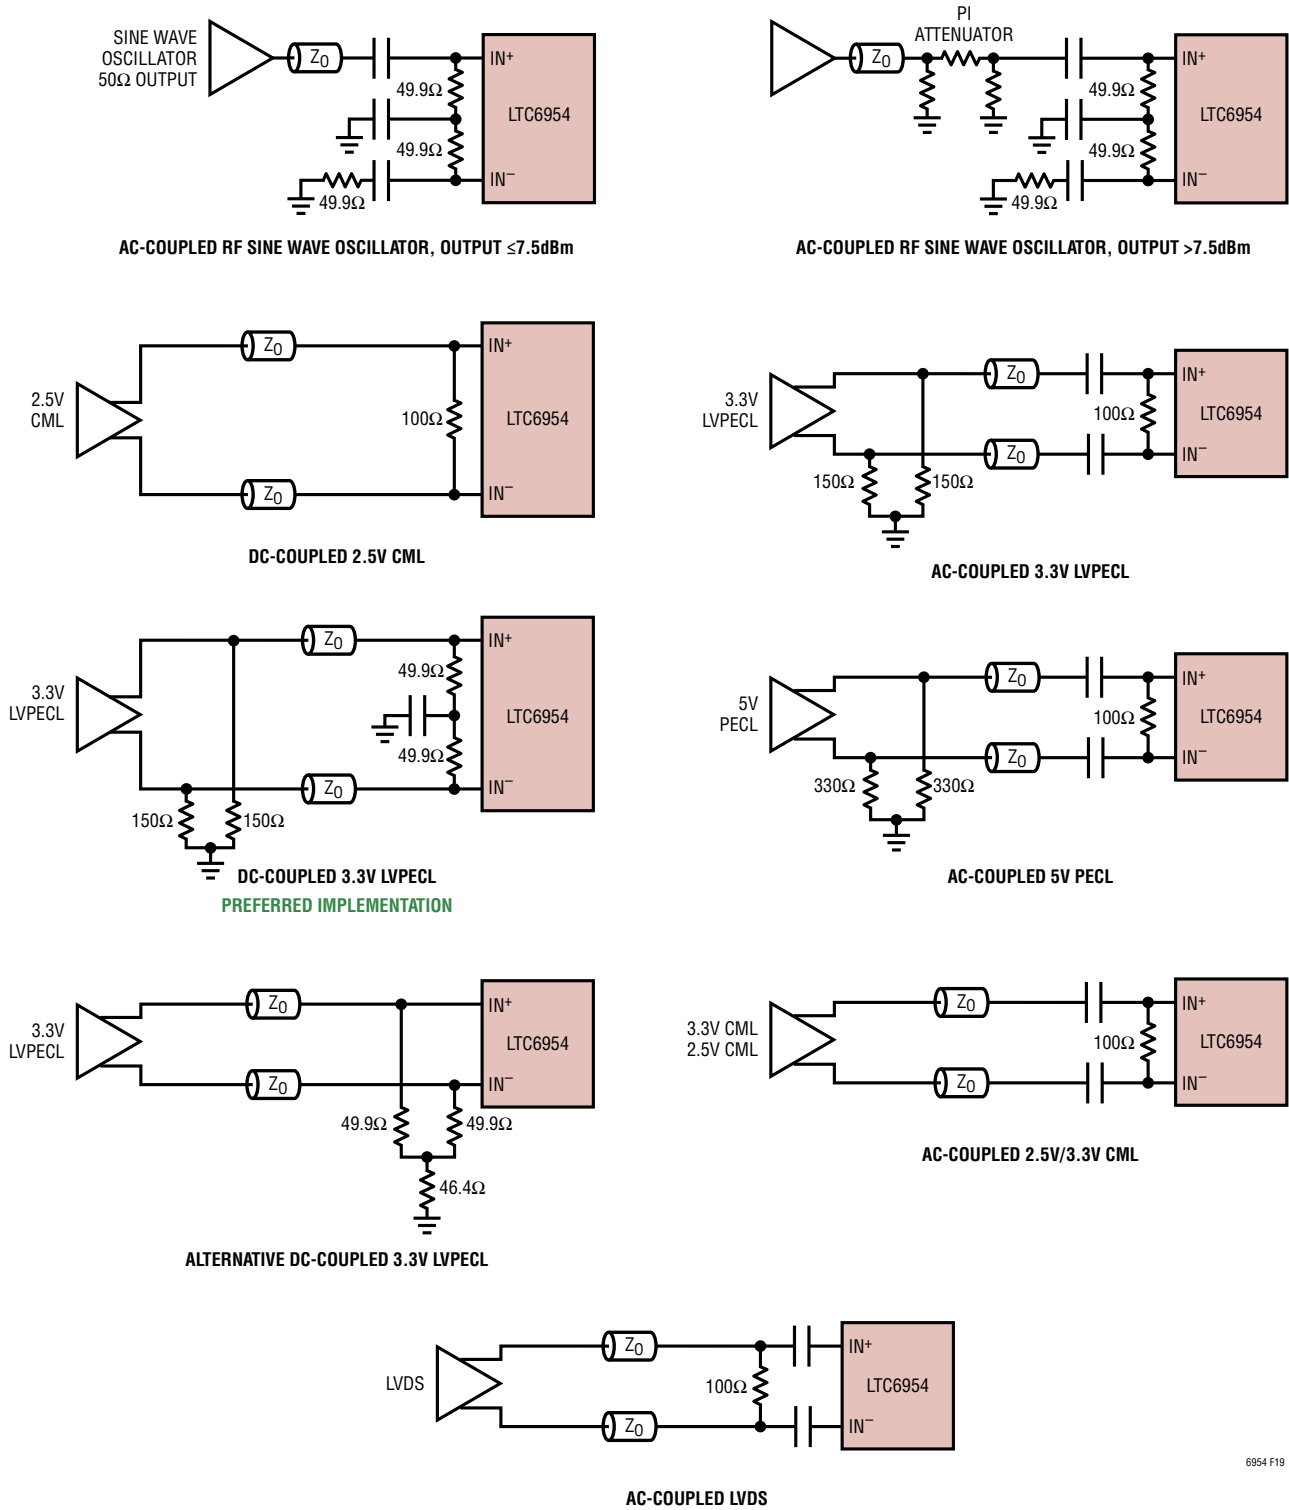 SINE WAVE
OSCILLATOR
50Ω OUTPUT
Z0
49.9Ω
49.9Ω
49.9Ω
IN+
LTC6954
IN−
AC-COUPLED RF SINE WAVE OSCILLATOR, OUTPUT ≤7.5dBm
PI
ATTENUATOR
Z0
49.9Ω
49.9Ω
49.9Ω
IN+
LTC6954
IN−
AC-COUPLED RF SINE WAVE OSCILLATOR, OUTPUT >7.5dBm
2.5V
CML
Z0
Z0
100Ω
IN+
LTC6954
IN−
DC-COUPLED 2.5V CML
3.3V
LVPECL
150Ω
150Ω
Z0
Z0
100Ω
IN+
LTC6954
IN−
AC-COUPLED 3.3V LVPECL
3.3V
LVPECL
150Ω
150Ω
Z0
Z0
49.9Ω
49.9Ω
IN+
LTC6954
IN−
DC-COUPLED 3.3V LVPECL
PREFERRED IMPLEMENTATION
5V
PECL
330Ω
330Ω
Z0
Z0
100Ω
IN+
LTC6954
IN−
AC-COUPLED 5V PECL
3.3V
LVPECL
Z0
Z0
49.9Ω
49.9Ω
46.4Ω
IN+
LTC6954
IN−
ALTERNATIVE DC-COUPLED 3.3V LVPECL
3.3V CML
2.5V CML
Z0
Z0
100Ω
IN+
LTC6954
IN−
AC-COUPLED 2.5V/3.3V CML
LVDS
Z0
Z0
100Ω
IN+
LTC6954
IN−
AC-COUPLED LVDS
6954 F19